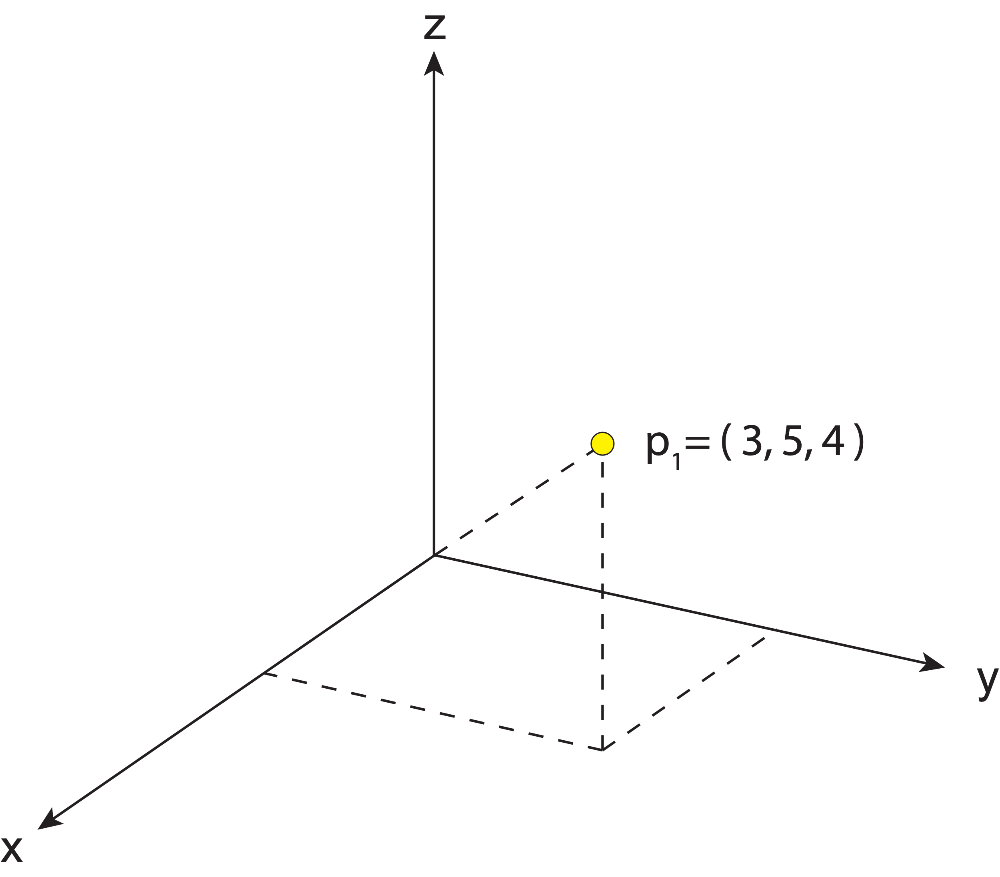 z
p₁= (3, 5, 4)
y
x